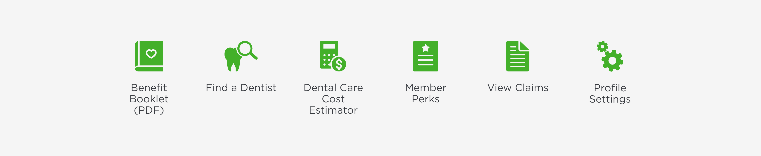 Benefit
Booklet
(PDF)
Find a Dentist
Dental Care
Cost
Estimator
$
Member
Perks
View Claims
Profile
Settings